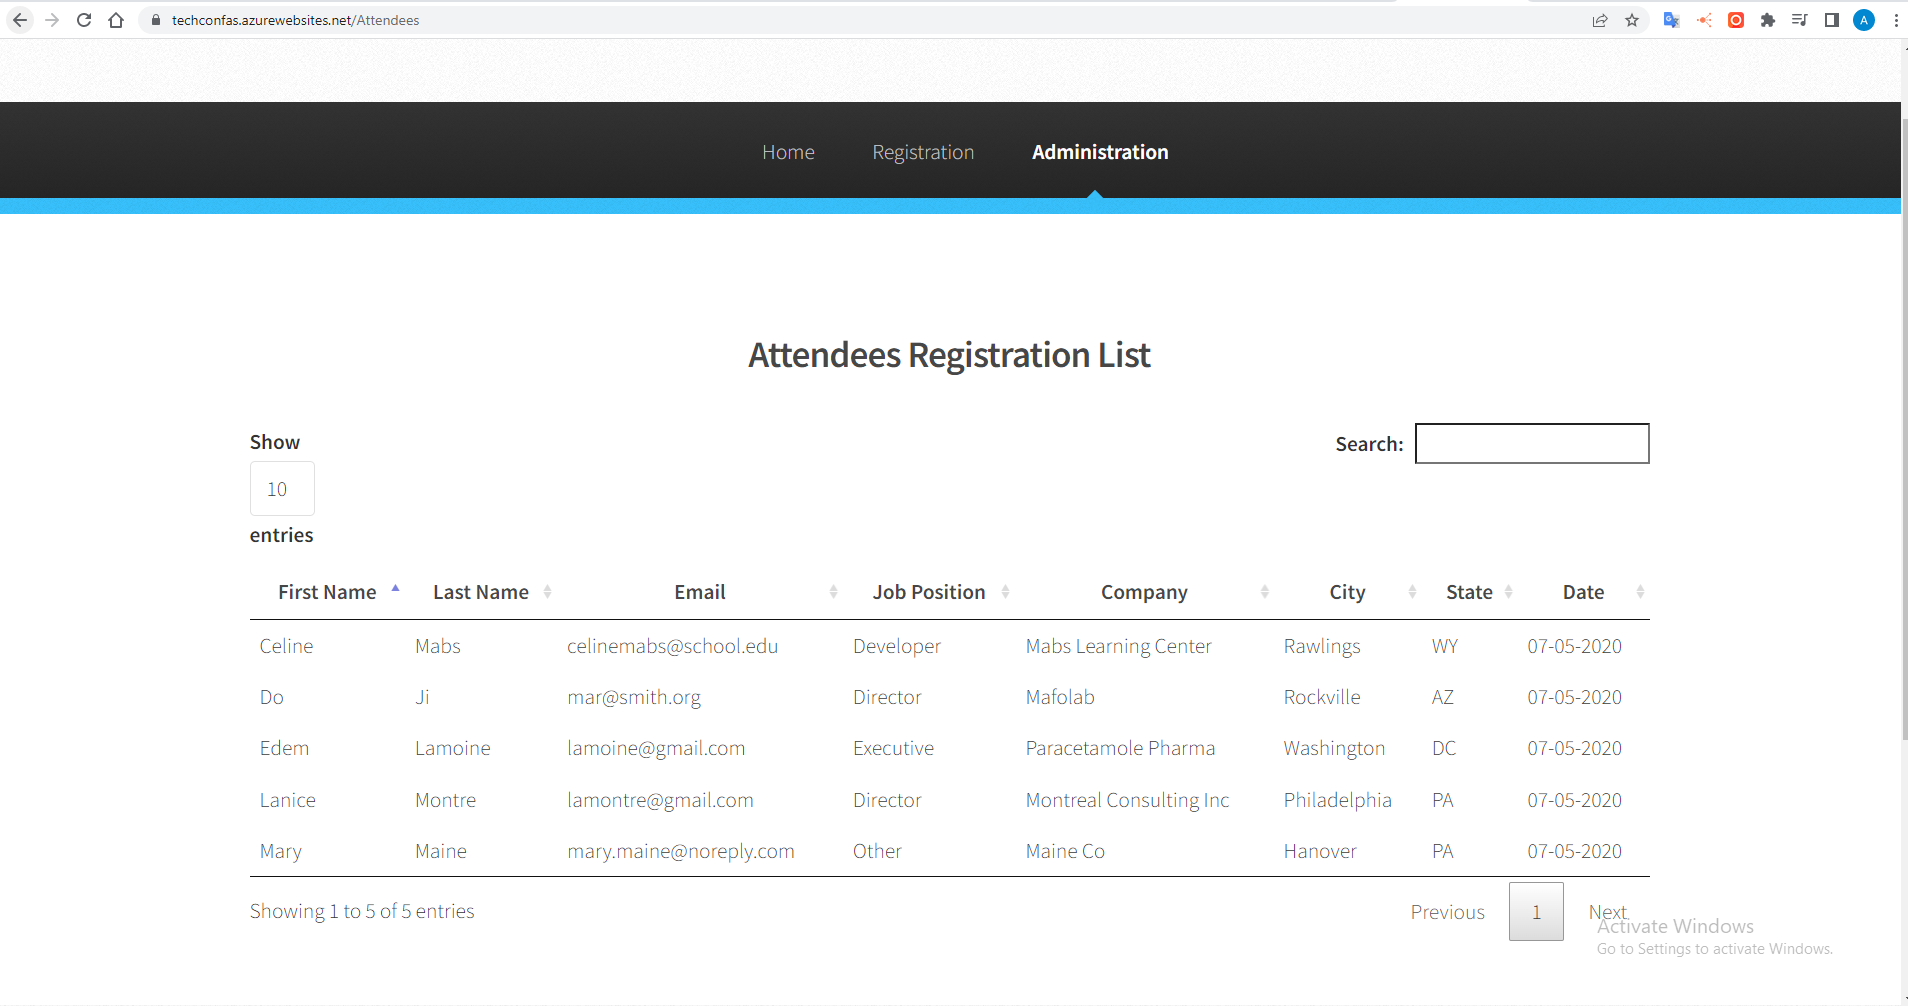 techconfas.azurewebsites.net/Attendees
A
Home Registration Administration
Attendees Registration List
Show
Search:
10
entries
First Name Last Name Email Job Position Company City State Date
Celine Mabs celinemabs@school.edu Developer Mabs Learning Center Rawlings WY 07-05-2020
Do Ji mar@smith.org Director Mafolab Rockville AZ 07-05-2020
Edem Lamoine lamoine@gmail.com Executive Paracetamole Pharma Washington DC 07-05-2020
Lanice Montre lamontre@gmail.com Director Montreal Consulting Inc Philadelphia PA 07-05-2020
Mary Maine mary.maine@noreply.com Other Maine Co Hanover PA 07-05-2020
Showing 1 to 5 of 5 entries Previous 1 Next
Activate Windows
Go to Settings to activate Windows.